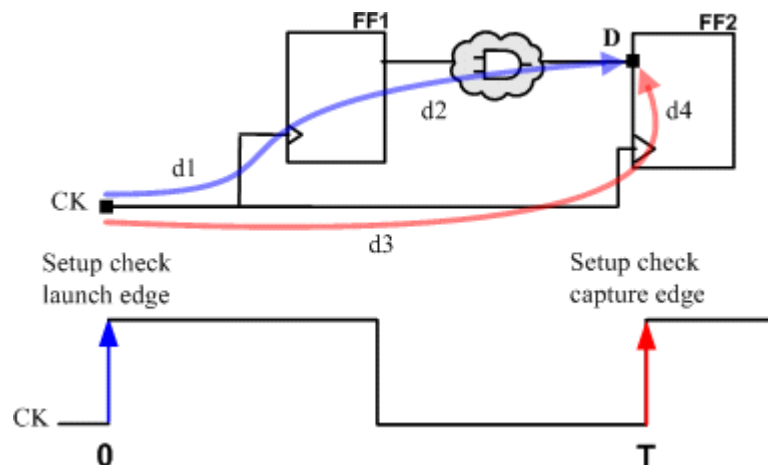 FF1
FF2
D
d2
d4
d1
CK
d3
Setup check
launch edge
Setup check
capture edge
CK
0
T